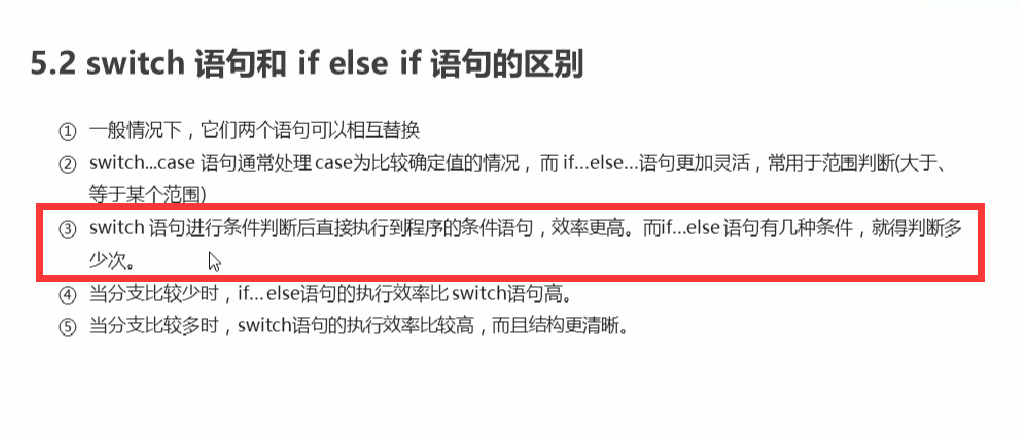 5.2 switch 语句和 if else if 语句的区别
① 一般情况下，它们两个语句可以相互替换
② switch...case 语句通常处理 case为比较确定值的情况，而 if...else...语句更加灵活，常用于范围判断(大于、
等于某个范围)
③ switch 语句进行条件判断后直接执行到程序的条件语句，效率更高。而if...else 语句有几种条件，就得判断多
少次。
④ 当分支比较少时，if... else语句的执行效率比 switch语句高。
⑤ 当分支比较多时，switch语句的执行效率比较高，而且结构更清晰。